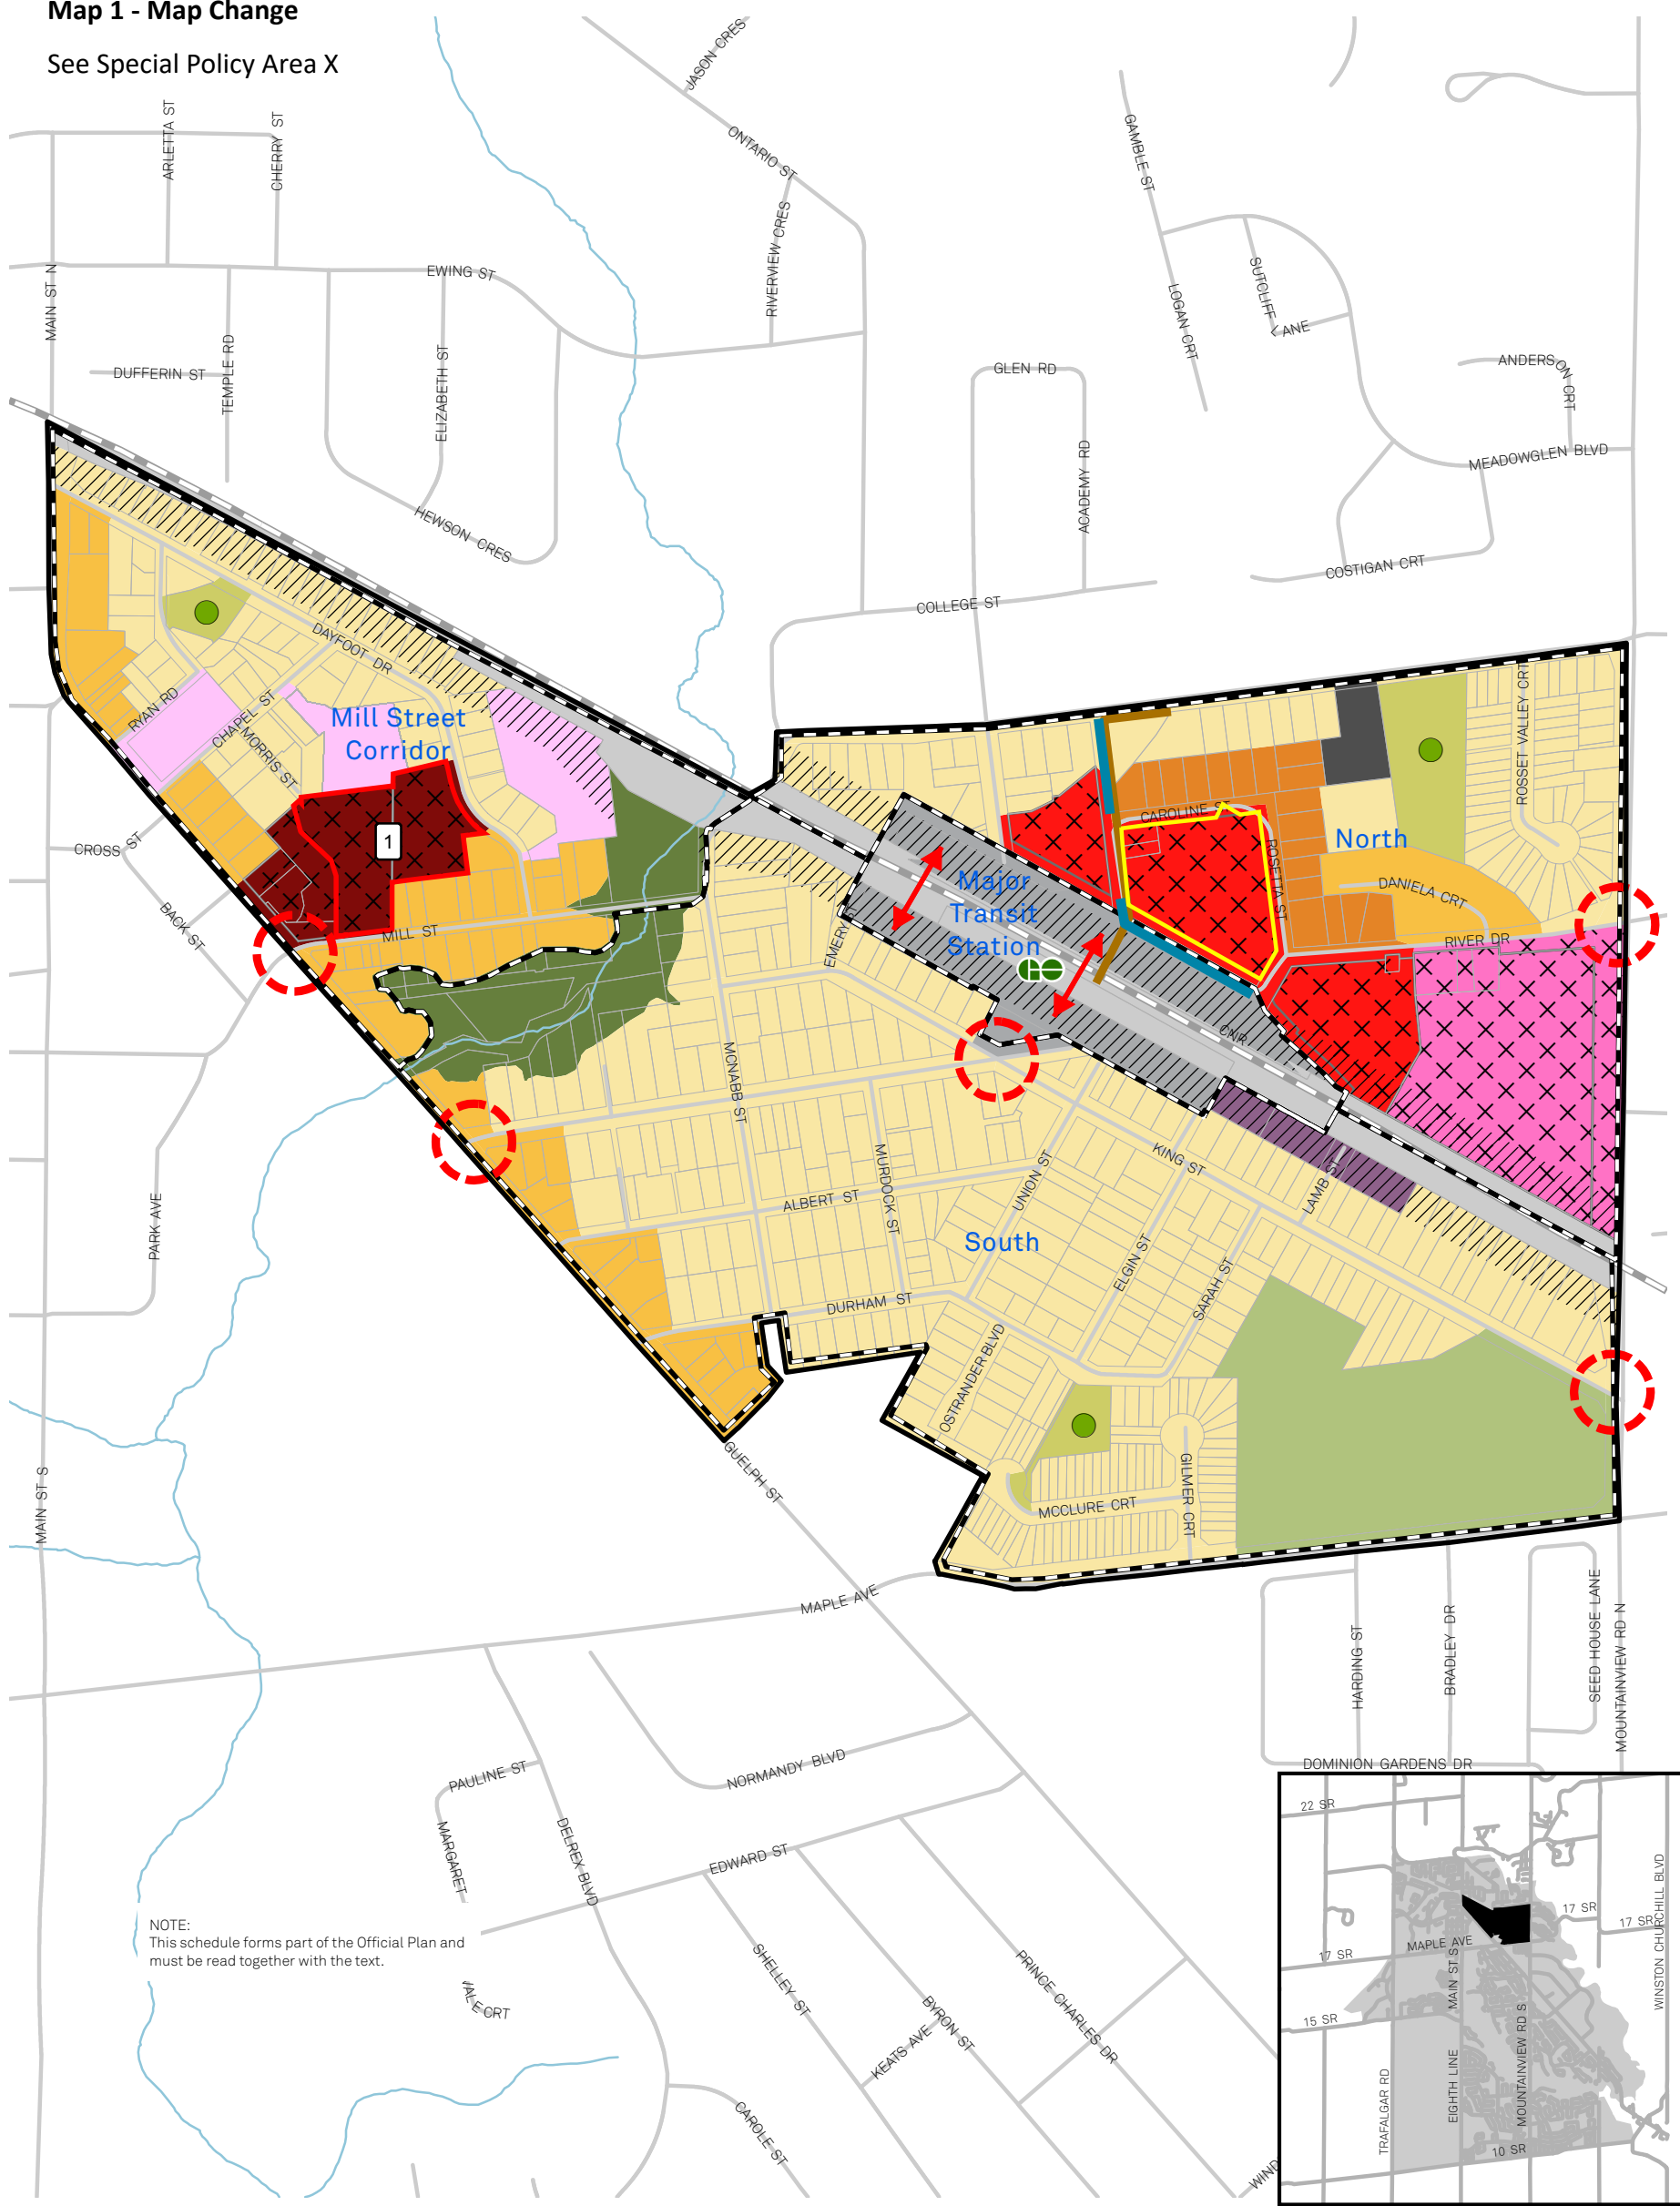 Map 1 - Map Change
See Special Policy Area X
JASON CRES
ONTARIO ST
ARLETTA ST
CHERRY ST
GAMBLE ST
RIVERVIEW CRES
MAIN ST N
EWING ST
SUTCLIFF LANE
LOGAN CRT
DUFFERIN ST
TEMPLE RD
ELIZABETH ST
GLEN RD
ANDERSON CRT
MEADOWGLEN BLVD
ACADEMY RD
HEWSON CRES
COSTIGAN CRT
COLLEGE ST
DAYFOOT DR
RYAN RD
CHAPEL ST
MORRIS ST
Mill Street
Corridor
ROSSET VALLEY CRT
CAROLINE ST
North
1
CROSS ST
ROSETTA ST
Major
Transit
Station
DANIELA CRT
BACK ST
MILL ST
EMERY
RIVER DR
CNR
MCNABB ST
MURDOCK ST
KING ST
UNION ST
LAMB ST
PARK AVE
ALBERT ST
South
ELGIN ST
SARAH ST
DURHAM ST
OSTRANDER BLVD
GUELPH ST
GILMER CRT
MCCLURE CRT
MAIN ST S
MAPLE AVE
HARDING ST
BRADLEY DR
SEED HOUSE LANE
MOUNTAINVIEW RD N
NORMANDY BLVD
PAULINE ST
DOMINION GARDENS DR
MARGARET
DELREX BLVD
EDWARD ST
NOTE:
This schedule forms part of the Official Plan and
must be read together with the text.
SHELLEY ST
BYRON ST
PRINCE CHARLES DR
KEATS AVE
CAROLE ST
WIND
22 SR
17 SR
17 SR
17 SR
MAPLE AVE
MAIN ST S
WINSTON CHURCHILL BLVD
15 SR
MOUNTAINVIEW RD S
EIGHTH LINE
TRAFALGAR RD
10 SR